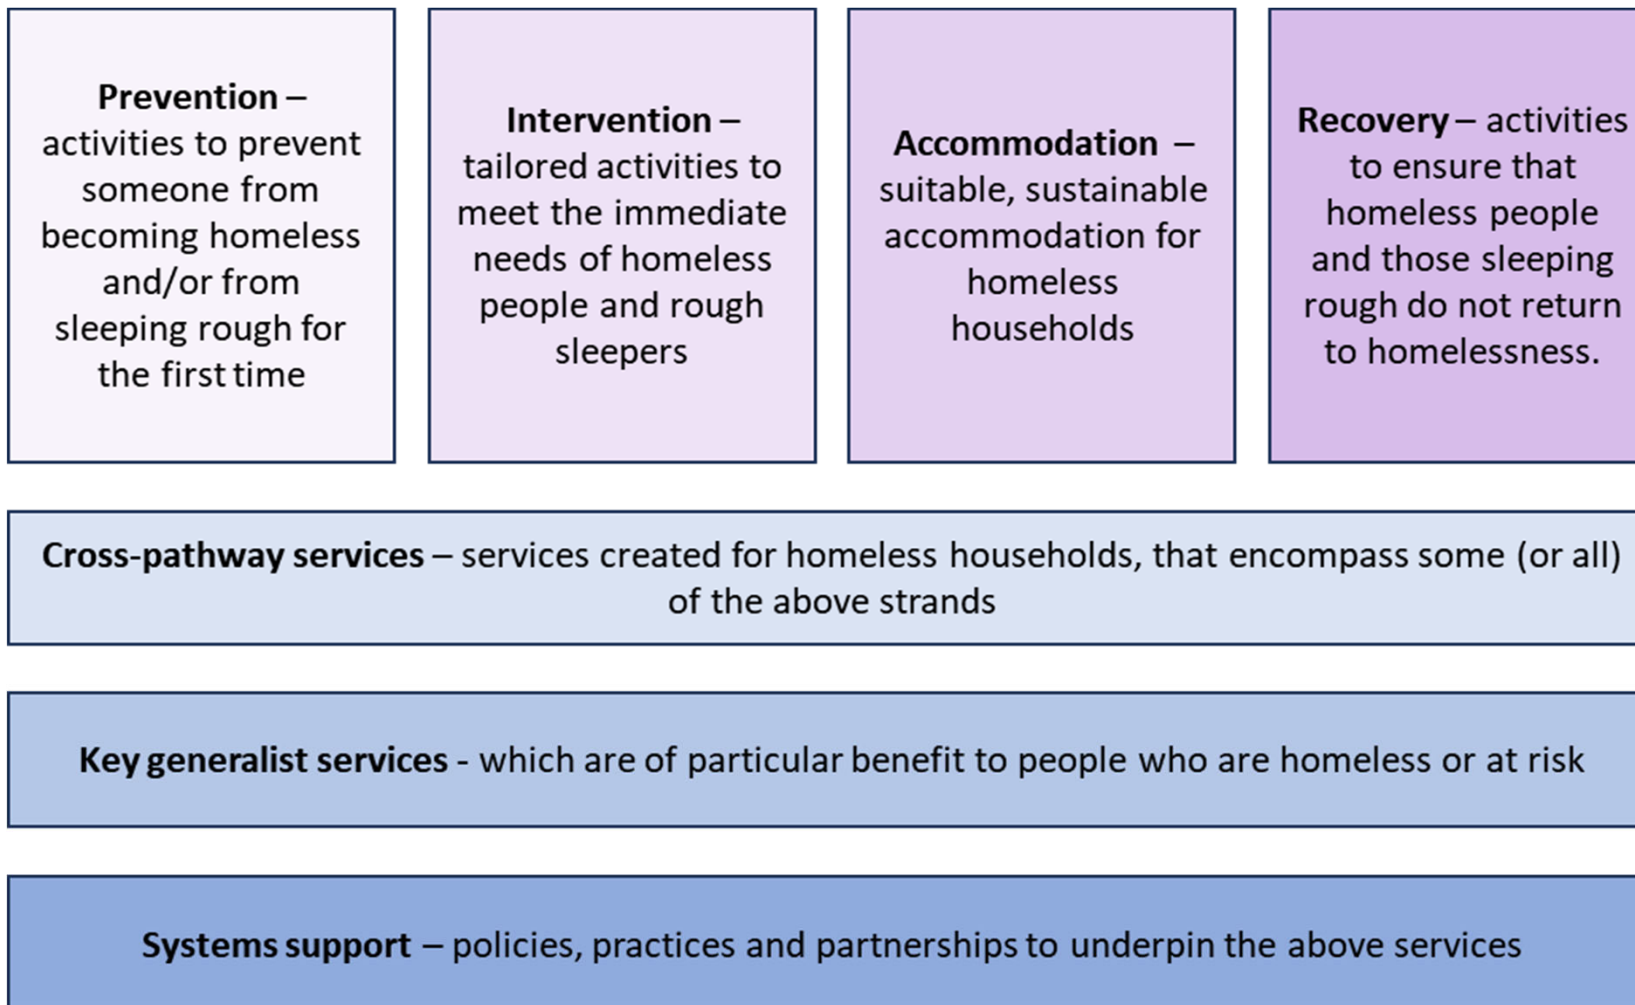 Prevention –
activities to prevent
someone from
becoming homeless
and/or from
sleeping rough for
the first time
Intervention –
tailored activities to
meet the immediate
needs of homeless
people and rough
sleepers
Accommodation –
suitable, sustainable
accommodation for
homeless
households
Recovery – activities
to ensure that
homeless people
and those sleeping
rough do not return
to homelessness.
Cross-pathway services – services created for homeless households, that encompass some (or all)
of the above strands
Key generalist services - which are of particular benefit to people who are homeless or at risk
Systems support – policies, practices and partnerships to underpin the above services